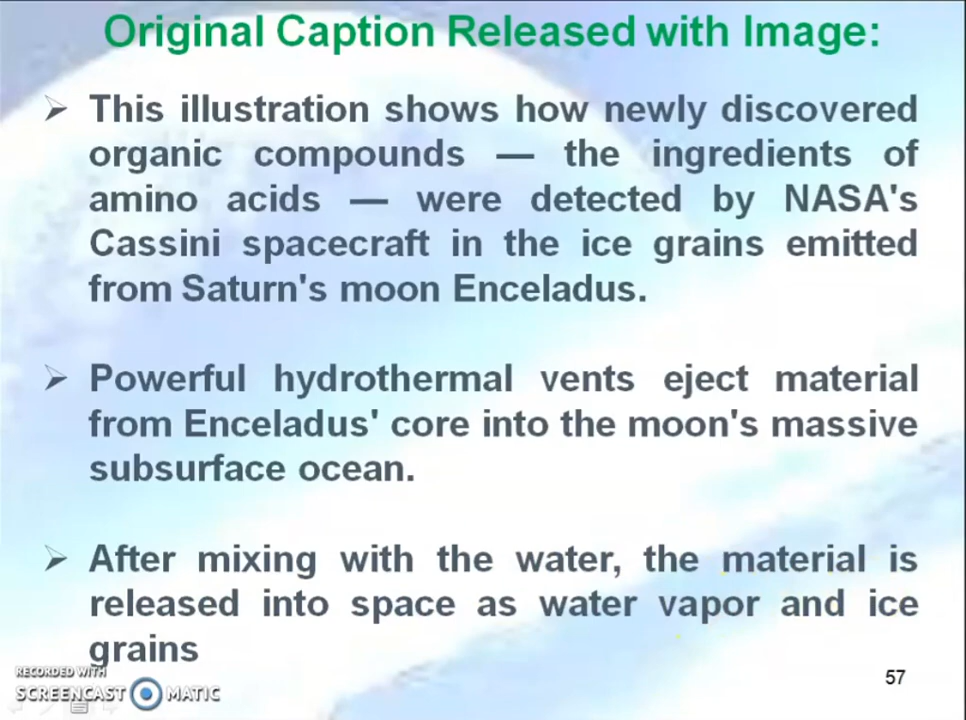 Original Caption Released with Image:
➢ This illustration shows how newly discovered
organic compounds — the ingredients of
amino acids — were detected by NASA's
Cassini spacecraft in the ice grains emitted
from Saturn's moon Enceladus.
➢ Powerful hydrothermal vents eject material
from Enceladus' core into the moon's massive
subsurface ocean.
➢ After mixing with the water, the material is
released into space as water vapor and ice
grains
RECORDED WITH
SCREENCAST MATIC
57